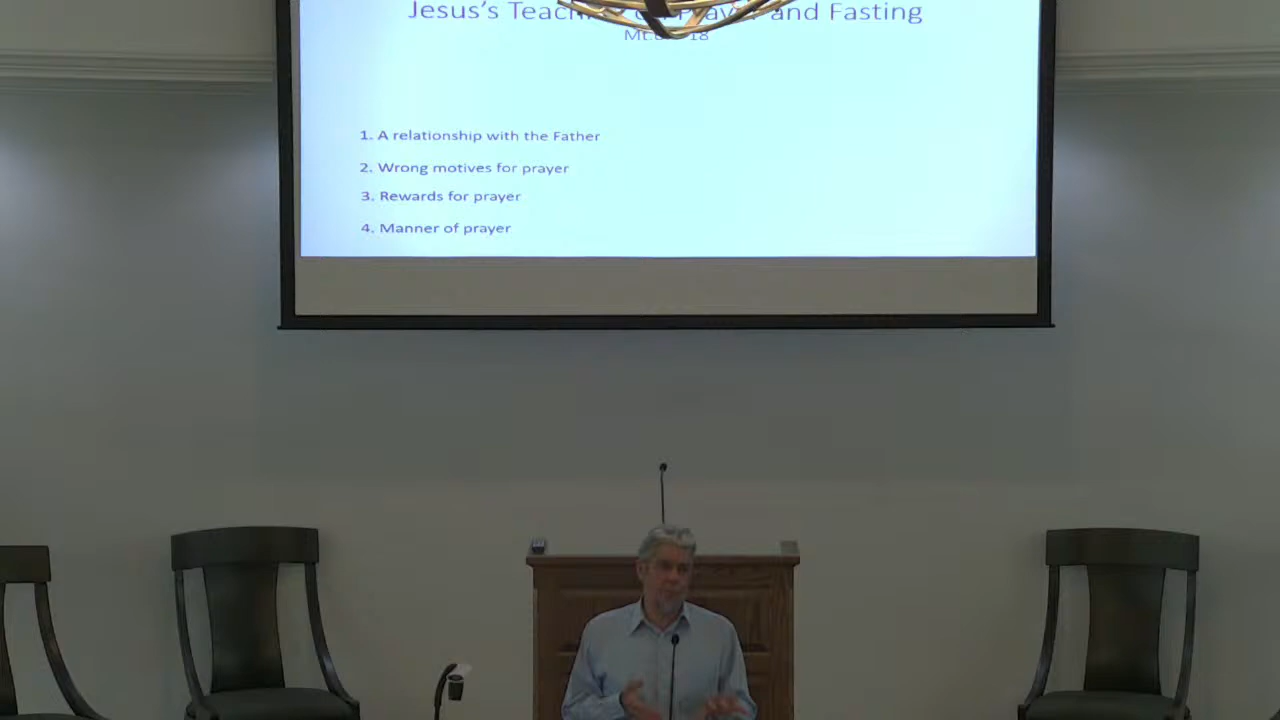 Jesus's and Fasting
1. A relationship with the Father
2. Wrong motives for prayer
3. Rewards for prayer
4. Manner of prayer